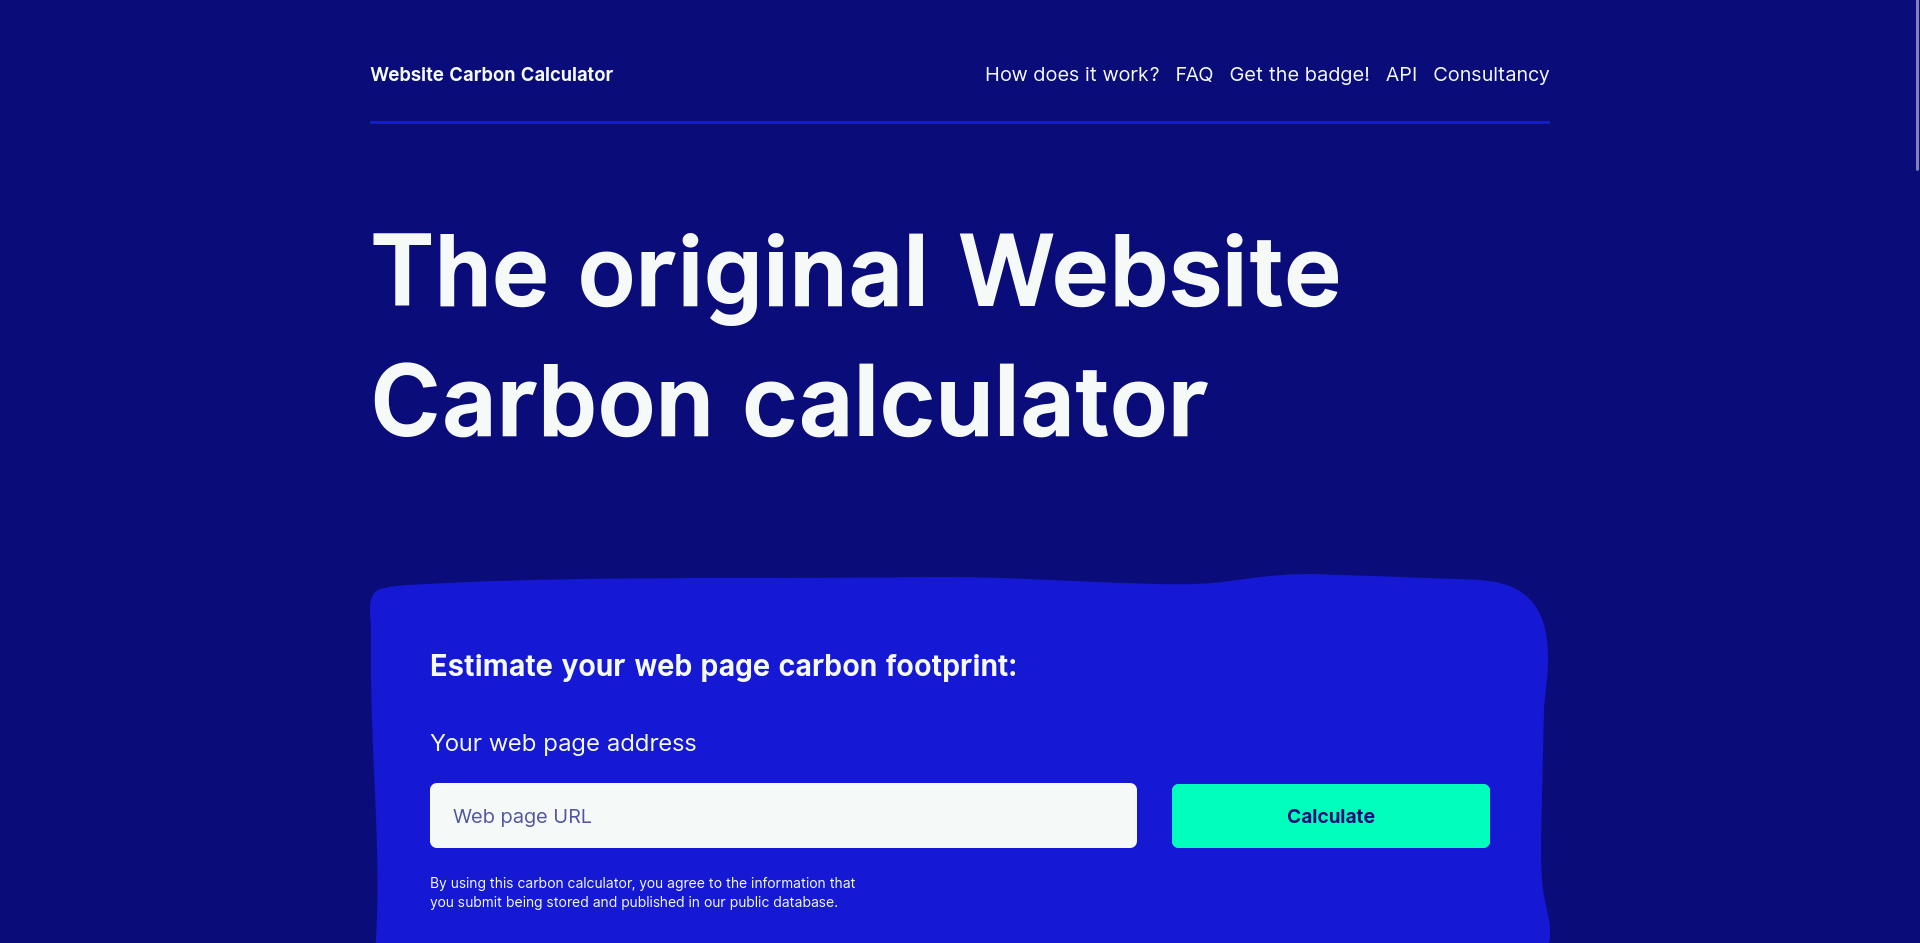 Website Carbon Calculator
How does it work? FAQ Get the badge! API Consultancy
The original Website
Carbon calculator
Estimate your web page carbon footprint:
Your web page address
Web page URL
Calculate
By using this carbon calculator, you agree to the information that
you submit being stored and published in our public database.